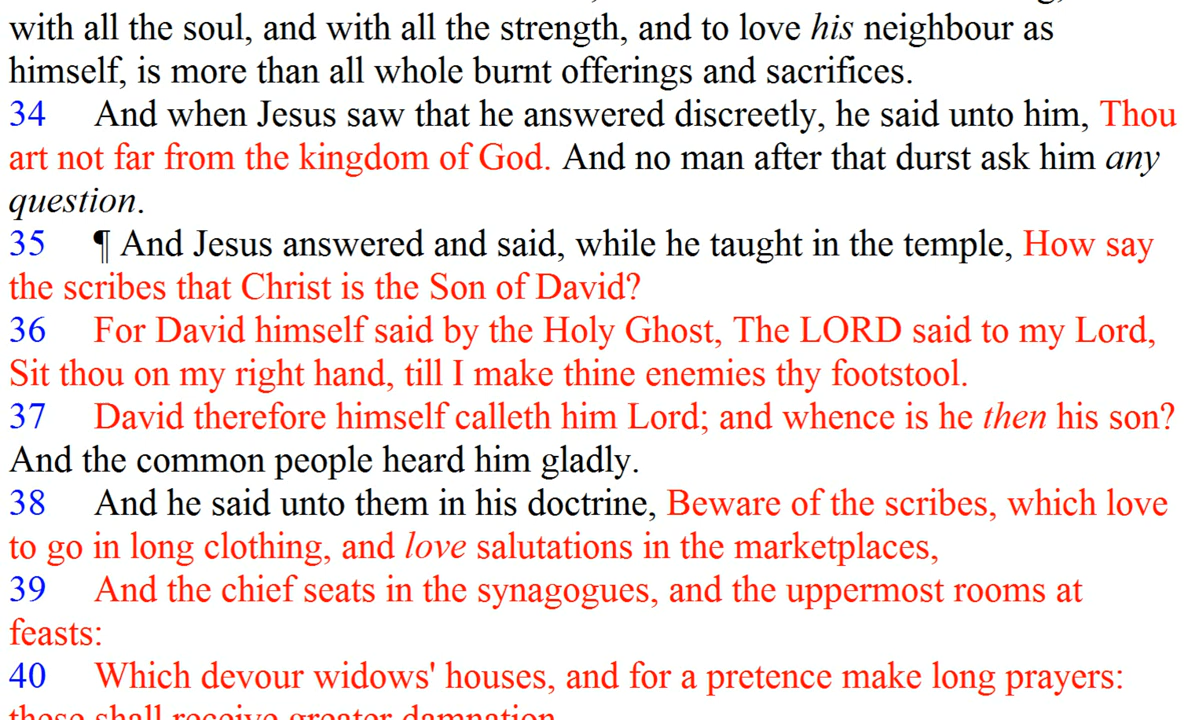 with all the soul, and with all the strength, and to love his neighbour as
himself, is more than all whole burnt offerings and sacrifices.
34 And when Jesus saw that he answered discreetly, he said unto him, Thou
art not far from the kingdom of God. And no man after that durst ask him any
question.
35 ¶ And Jesus answered and said, while he taught in the temple, How say
the scribes that Christ is the Son of David?
36 For David himself said by the Holy Ghost, The LORD said to my Lord,
Sit thou on my right hand, till I make thine enemies thy footstool.
37 David therefore himself calleth him Lord; and whence is he then his son?
And the common people heard him gladly.
38 And he said unto them in his doctrine, Beware of the scribes, which love
to go in long clothing, and love salutations in the marketplaces,
39 And the chief seats in the synagogues, and the uppermost rooms at
feasts:
40 Which devour widows' houses, and for a pretence make long prayers:
these shall receive greater damnation.